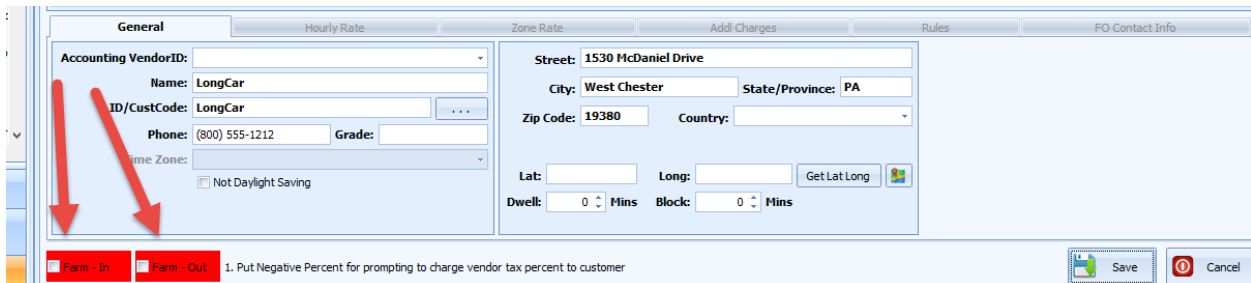 General Hourly Rate Zone Rate Addl Charges Rules FO Contact Info
Accounting VendorID:
Name: LongCar
ID/CustCode: LongCar ...
Phone: (800) 555-1212 Grade:
Time Zone:
Not Daylight Saving
Street: 1530 McDaniel Drive
City: West Chester State/Province: PA
Zip Code: 19380 Country:
Lat: Long: Get Lat Long
Dwell: 0 Mins Block: 0 Mins
Farm - In Farm - Out 1. Put Negative Percent for prompting to charge vendor tax percent to customer
Save Cancel